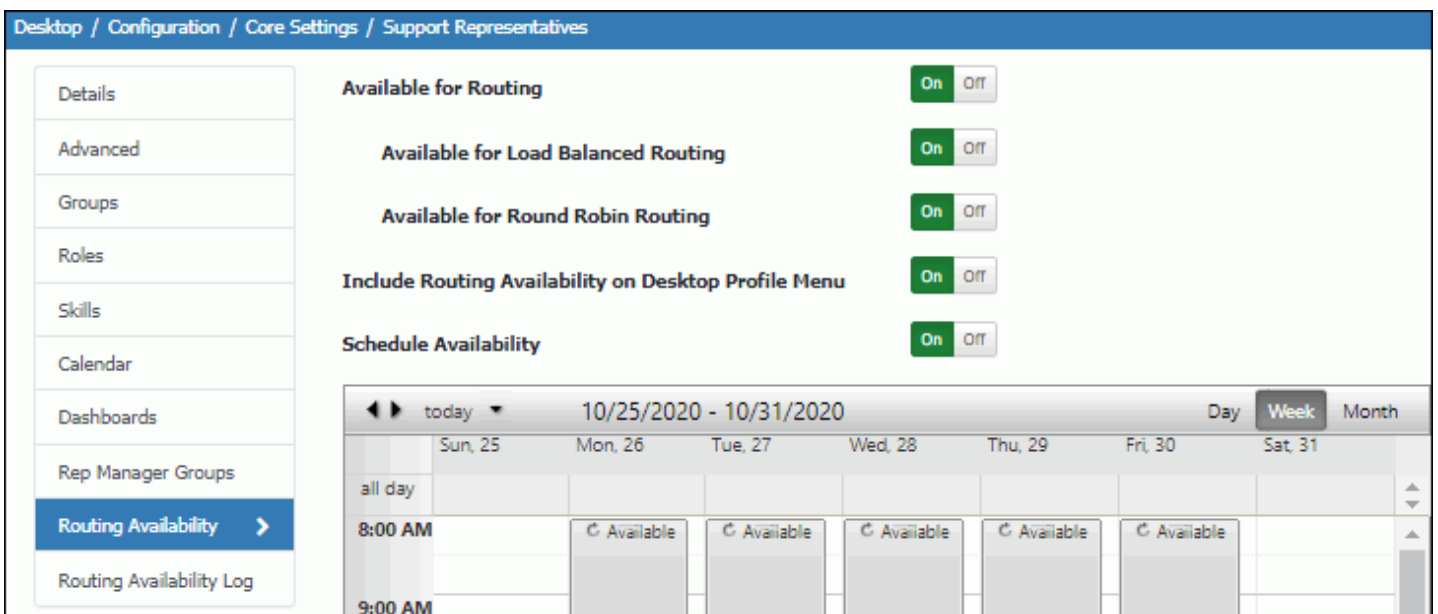 Desktop / Configuration / Core Settings / Support Representatives
Details
Advanced
Groups
Roles
Skills
Calendar
Dashboards
Rep Manager Groups
Routing Availability
Routing Availability Log
Available for Routing On Off
Available for Load Balanced Routing On Off
Available for Round Robin Routing On Off
Include Routing Availability on Desktop Profile Menu On Off
Schedule Availability On Off
today 10/25/2020 - 10/31/2020 Day Week Month
Sun, 25 Mon, 26 Tue, 27 Wed, 28 Thu, 29 Fri, 30 Sat, 31
all day
8:00 AM Available Available Available Available Available
9:00 AM